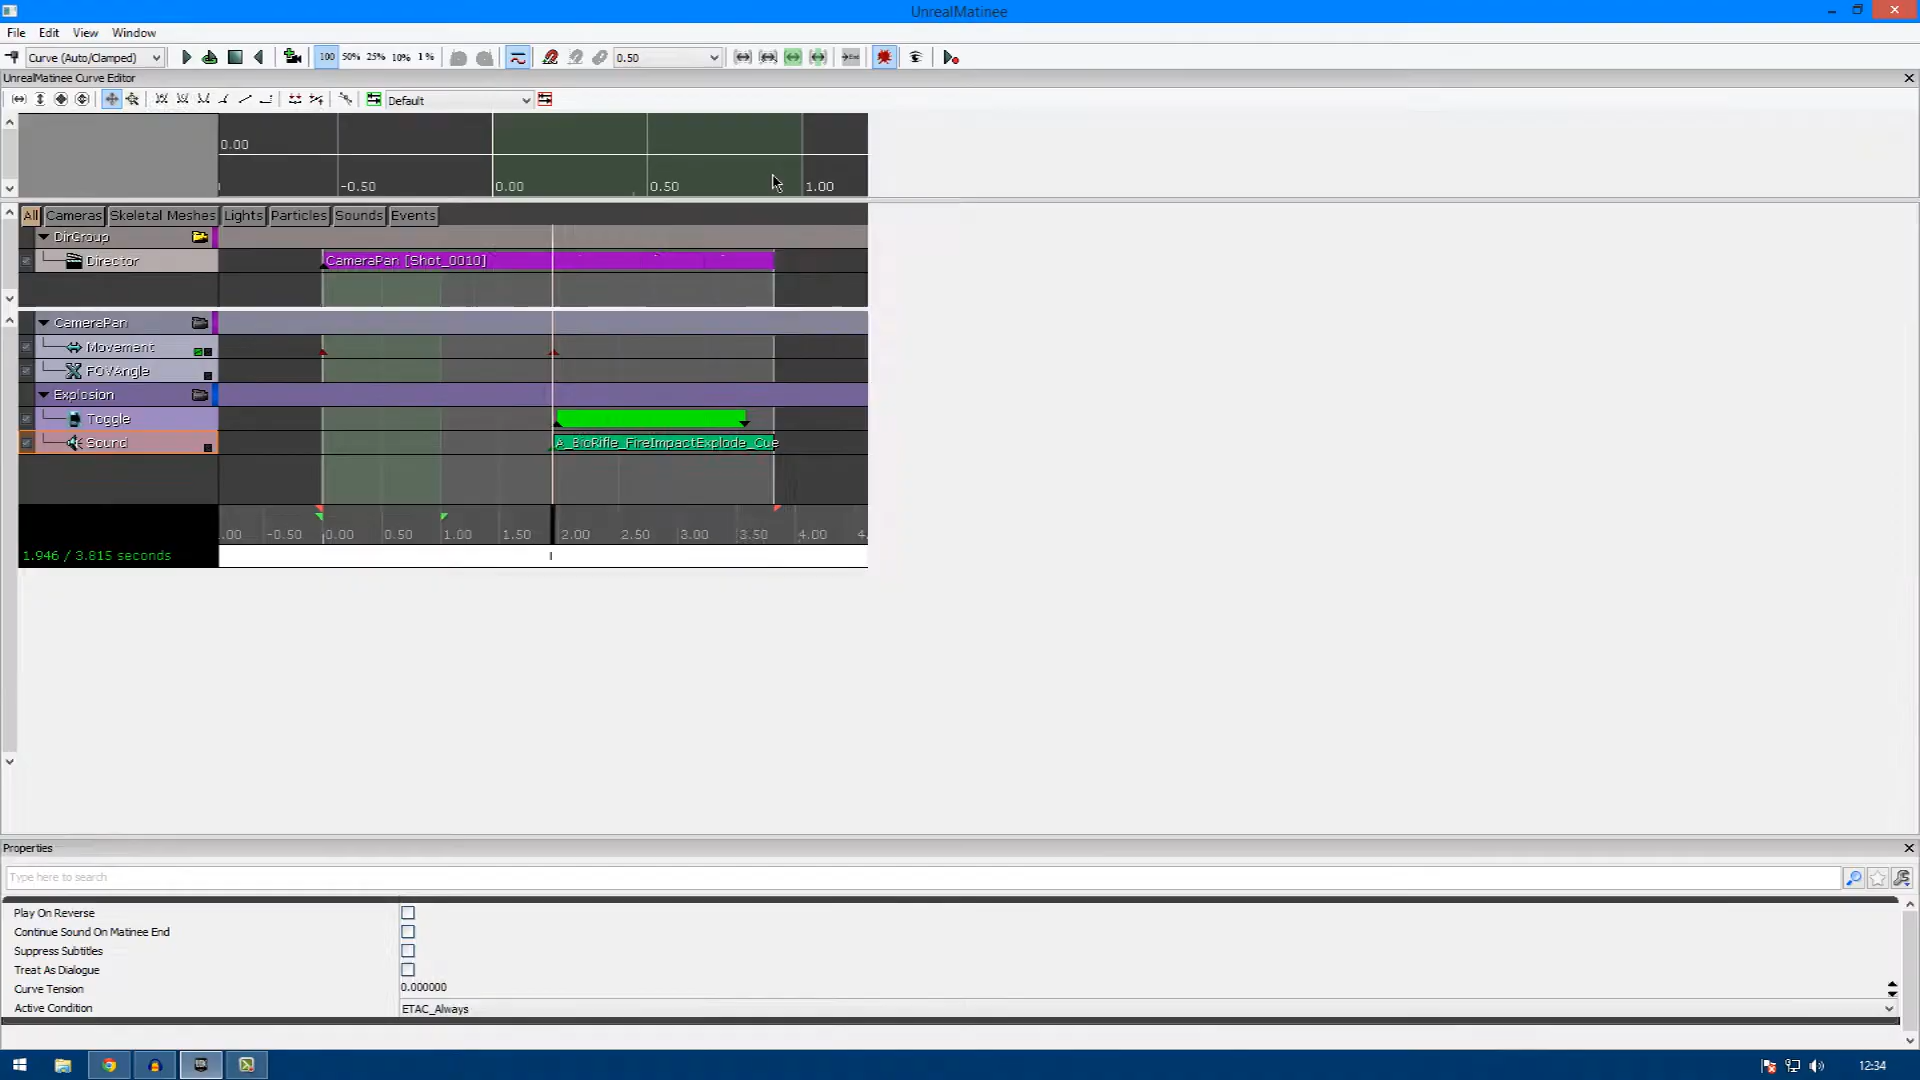 UnrealMatinee
File Edit View Window
Curve (Auto/Clamped) 100 50% 25% 10% 1% 0.50
UnrealMatinee Curve Editor
Default
0.00
-0.50 0.00 0.50 1.00
All Cameras Skeletal Meshes Lights Particles Sounds Events
DirGroup
Director CameraPan [Shot_0010]
CameraPan
Movement
FOVAngle
Explosion
Toggle
Sound A_BioRifle_FireImpactExplode_Cue
.00 -0.50 0.00 0.50 1.00 1.50 2.00 2.50 3.00 3.50 4.00 4.
1.946 / 3.815 seconds
Properties
Type here to search
Play On Reverse
Continue Sound On Matinee End
Suppress Subtitles
Treat As Dialogue
Curve Tension 0.000000
Active Condition ETAC_Always
12:34